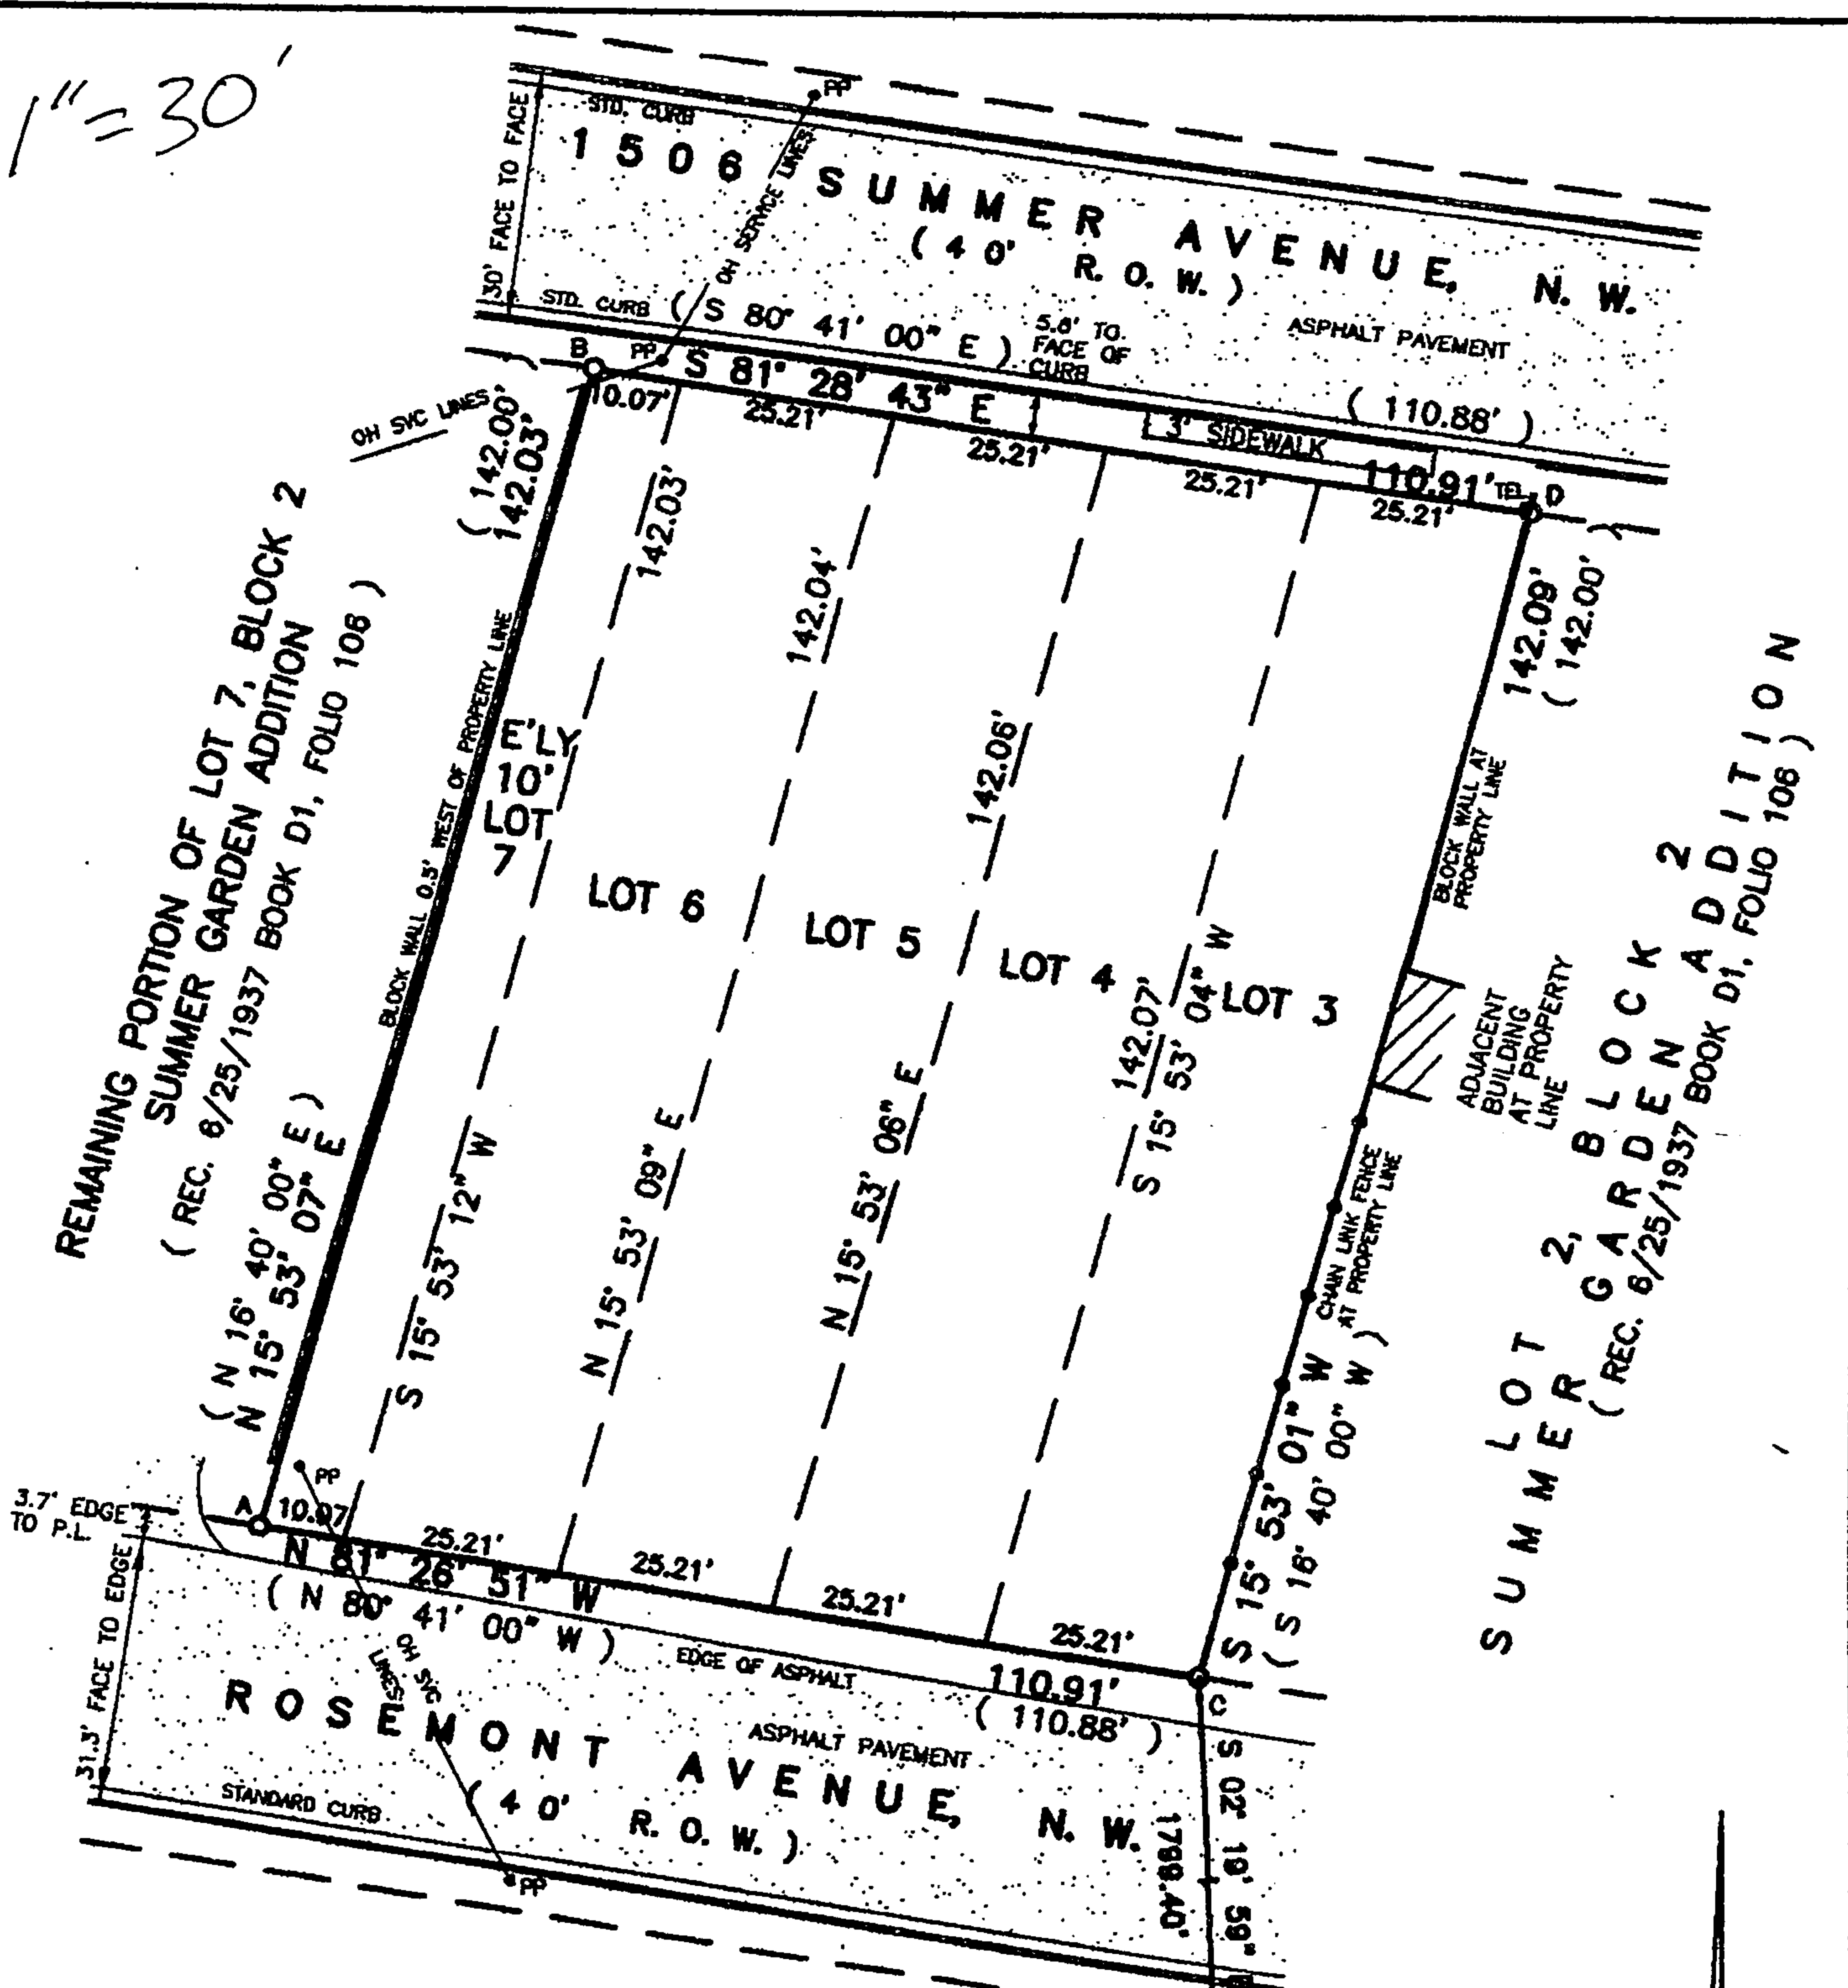 1"=30'
30' FACE TO FACE
STD. CURB
PP
OH SERVICE LINES
1506 SUMMER AVENUE, N. W.
( 40' R. O. W. )
STD. CURB
( S 80° 41' 00" E )
5.8' TO
FACE OF
CURB
ASPHALT PAVEMENT
( 110.88' )
B
PP
S 81° 28' 43" E
3' SIDEWALK
110.91'
TEL
D
10.07'
25.21'
25.21'
25.21'
25.21'
OH SVC LINES
( 142.00' )
142.03'
142.03'
142.04'
142.06'
142.07'
142.09'
( 142.00' )
REMAINING PORTION OF LOT 7, BLOCK 2
SUMMER GARDEN ADDITION
( REC. 8/25/1937 BOOK D1, FOLIO 106 )
BLOCK WALL 0.5' WEST OF PROPERTY LINE
E'LY
10'
LOT
7
LOT 6
LOT 5
LOT 4
LOT 3
BLOCK WALL AT
PROPERTY LINE
ADJACENT
BUILDING
AT PROPERTY
LINE
CHAIN LINK FENCE
AT PROPERTY LINE
LOT 2, BLOCK 2
SUMMER GARDEN ADDITION
( REC. 8/25/1937 BOOK D1, FOLIO 106 )
( N 16° 40' 00" E )
N 15° 53' 07" E
S 15° 53' 12" W
N 15° 53' 09" E
N 15° 53' 06" E
S 15° 53' 04" W
S 15° 53' 01" W
( S 16° 40' 00" W )
3.7' EDGE
TO P.L.
A
PP
10.07
25.21'
25.21'
25.21'
25.21'
N 81° 26' 51" W
( N 80° 41' 00" W )
EDGE OF ASPHALT
110.91'
( 110.88' )
C
31.3' FACE TO EDGE
OH SVC
LINES
ROSEMONT AVENUE, N. W.
( 40' R. O. W. )
ASPHALT PAVEMENT
STANDARD CURB
PP
S 02° 19' 59" E